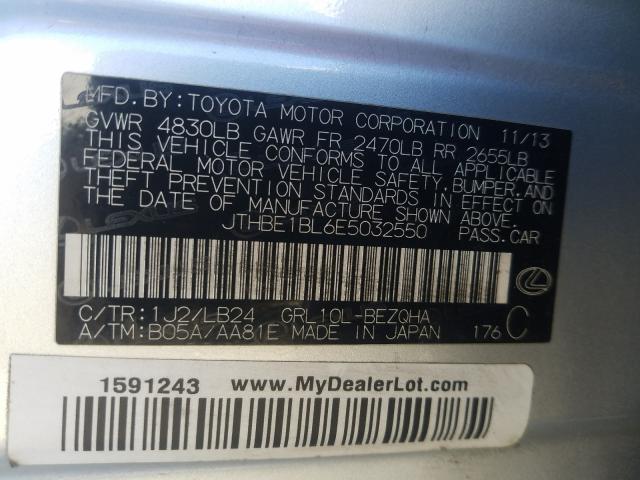 MFD. BY: TOYOTA MOTOR CORPORATION 11/13
GVWR 4830LB GAWR FR 2470LB RR 2655LB
THIS VEHICLE CONFORMS TO ALL APPLICABLE
FEDERAL MOTOR VEHICLE SAFETY, BUMPER, AND
THEFT PREVENTION STANDARDS IN EFFECT ON
THE DATE OF MANUFACTURE SHOWN ABOVE.
JTHBE1BL6E5032550 PASS. CAR
C/TR: 1J2/LB24 GRL10L-BEZQHA
A/TM: B05A/AA81E MADE IN JAPAN 176 C
1591243 www.MyDealerLot.com